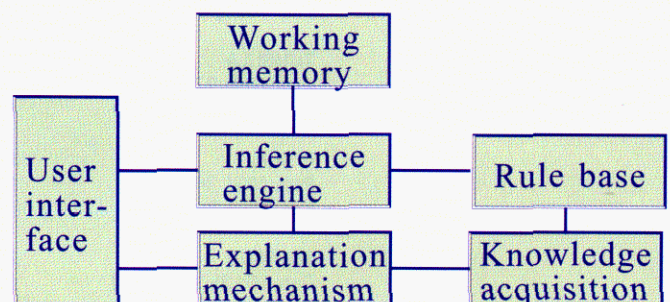 Working
memory
User
inter-
face
Inference
engine
Rule base
Explanation
mechanism
Knowledge
acquisition